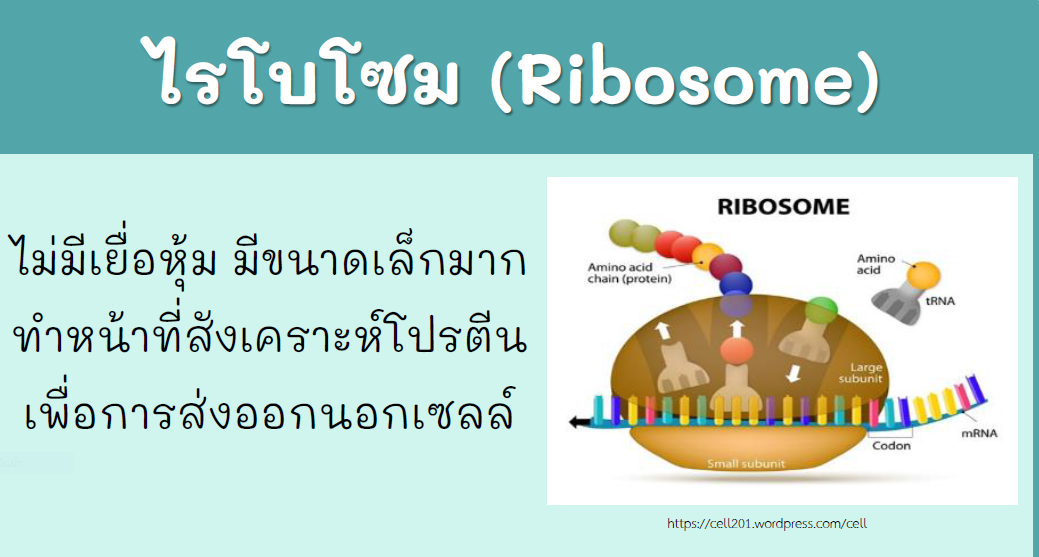 ไรโบโซม (Ribosome)
ไม่มีเยื่อหุ้ม มีขนาดเล็กมาก
ทำหน้าที่สังเคราะห์โปรตีน
เพื่อการส่งออกนอกเซลล์
RIBOSOME
Amino acid
chain (protein)
Amino
acid
tRNA
Large
subunit
mRNA
Codon
Small subunit
https://cell201.wordpress.com/cell